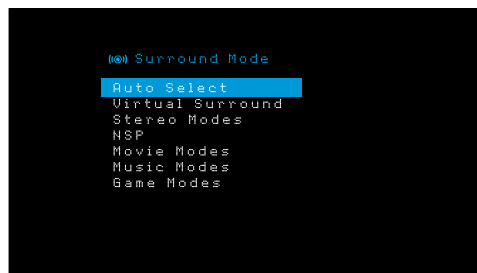 Surround Mode
Auto Select
Virtual Surround
Stereo Modes
NSP
Movie Modes
Music Modes
Game Modes